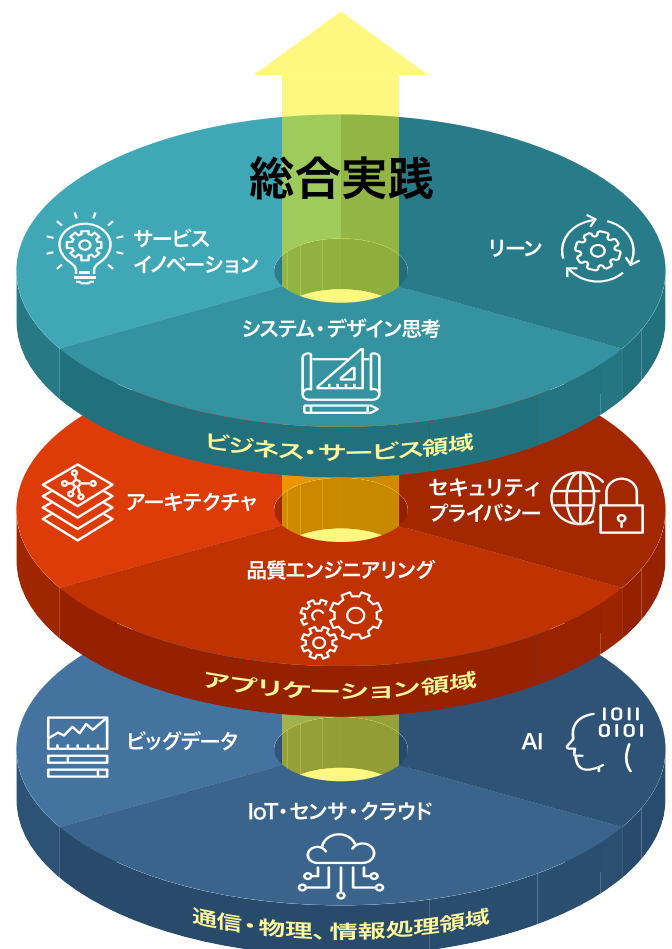 総合実践
サービス
イノベーション
リーン
システム・デザイン思考
ビジネス・サービス領域
アーキテクチャ
セキュリティ
プライバシー
品質エンジニアリング
アプリケーション領域
ビッグデータ
AI
1011
0101
IoT・センサ・クラウド
通信・物理、情報処理領域